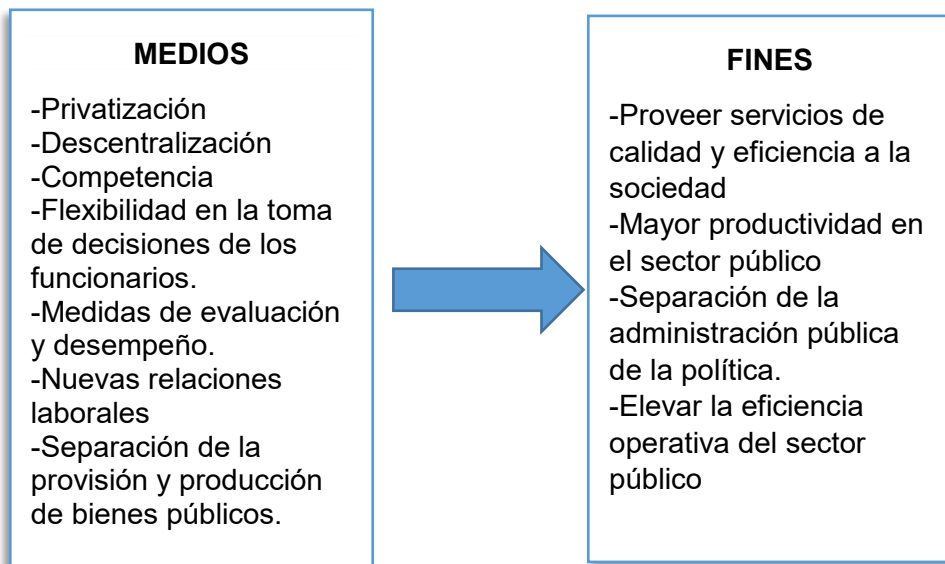 MEDIOS
-Privatización
-Descentralización
-Competencia
-Flexibilidad en la toma
de decisiones de los
funcionarios.
-Medidas de evaluación
y desempeño.
-Nuevas relaciones
laborales
-Separación de la
provisión y producción
de bienes públicos.
FINES
-Proveer servicios de
calidad y eficiencia a la
sociedad
-Mayor productividad en
el sector público
-Separación de la
administración pública
de la política.
-Elevar la eficiencia
operativa del sector
público